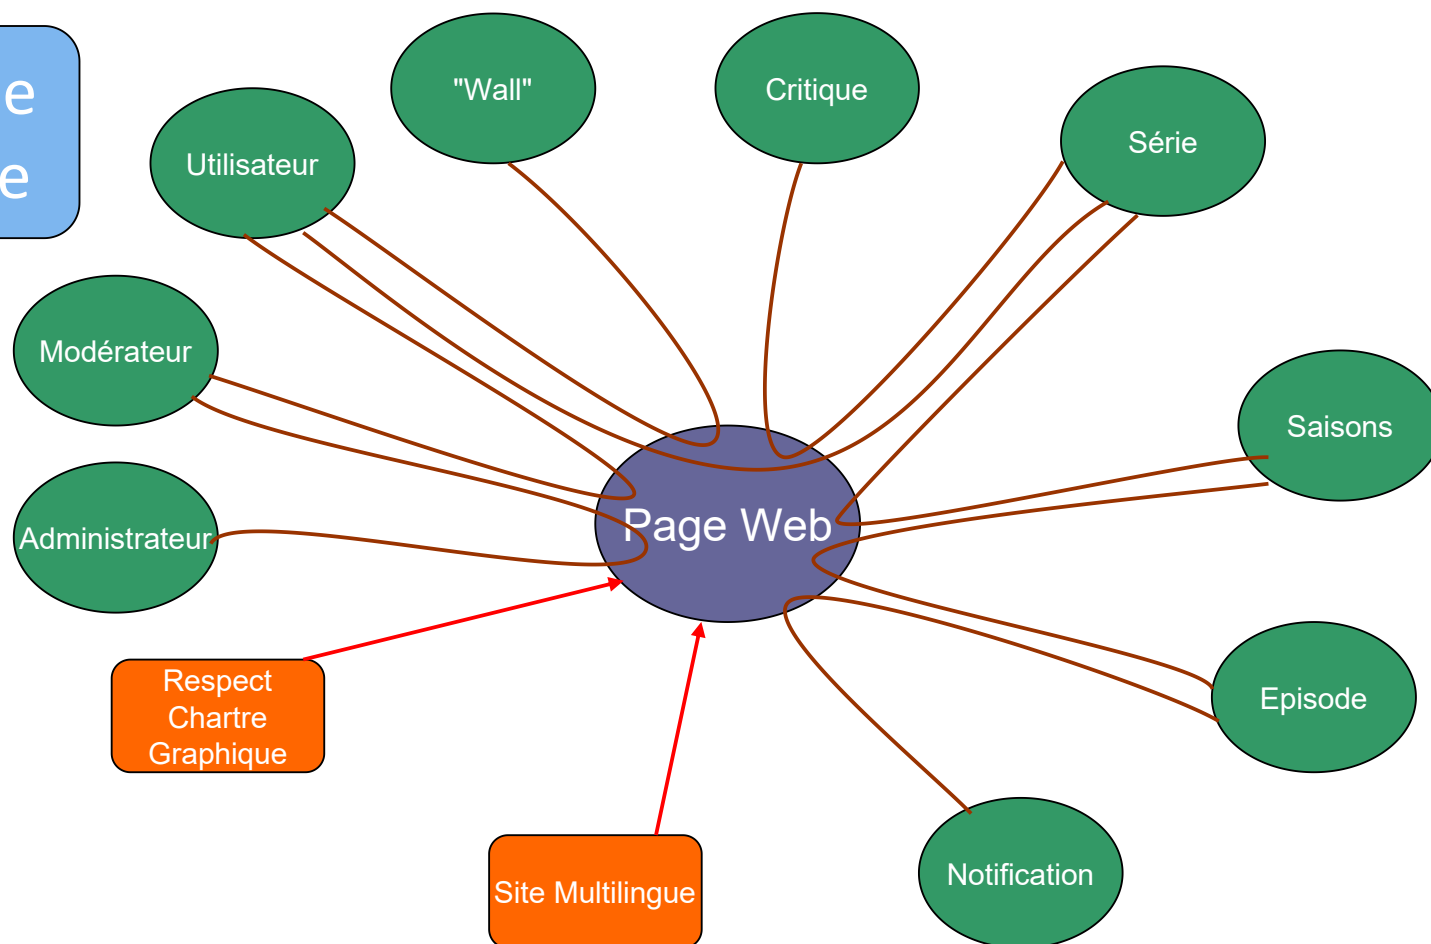 e
e
"Wall"
Critique
Série
Utilisateur
Modérateur
Saisons
Page Web
Administrateur
Respect
Chartre
Graphique
Episode
Site Multilingue
Notification